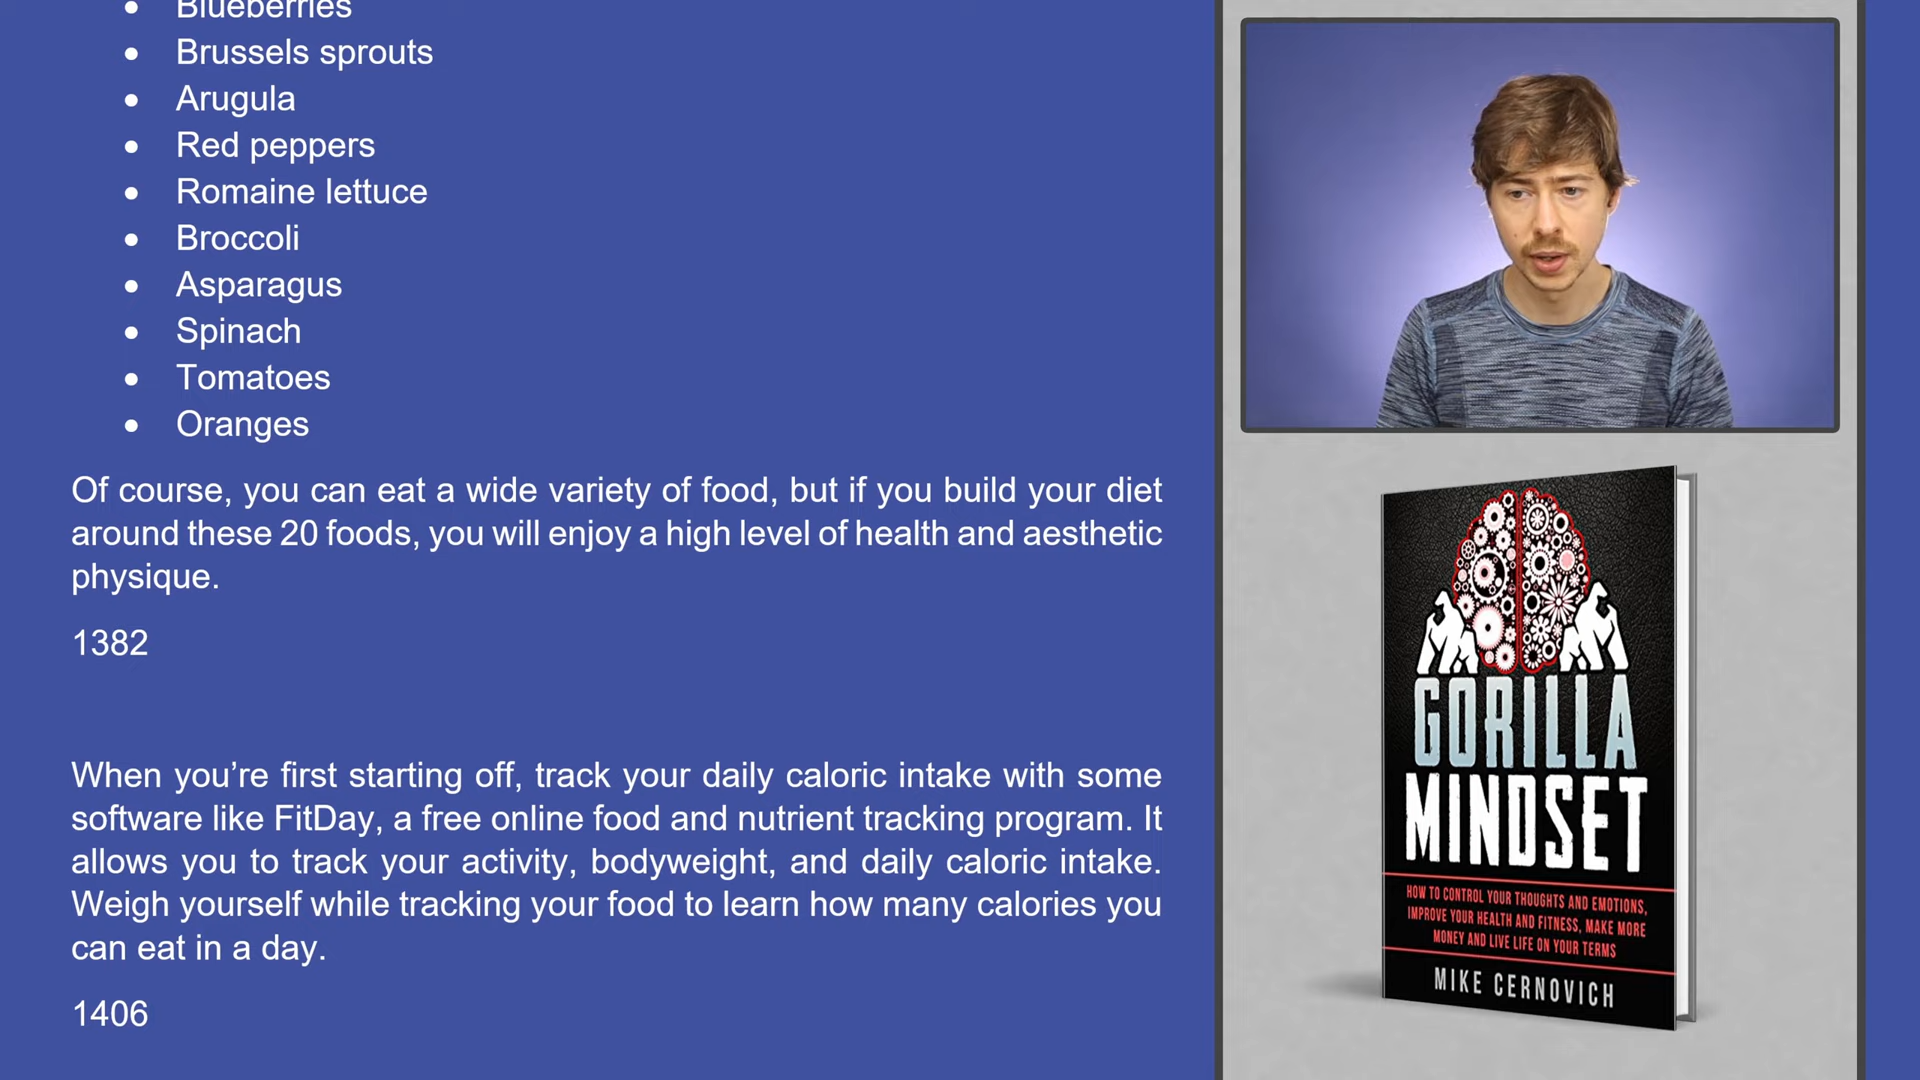 Blueberries
Brussels sprouts
Arugula
Red peppers
Romaine lettuce
Broccoli
Asparagus
Spinach
Tomatoes
Oranges
Of course, you can eat a wide variety of food, but if you build your diet
around these 20 foods, you will enjoy a high level of health and aesthetic
physique.
1382
When you’re first starting off, track your daily caloric intake with some
software like FitDay, a free online food and nutrient tracking program. It
allows you to track your activity, bodyweight, and daily caloric intake.
Weigh yourself while tracking your food to learn how many calories you
can eat in a day.
1406
GORILLA
MINDSET
HOW TO CONTROL YOUR THOUGHTS AND EMOTIONS,
IMPROVE YOUR HEALTH AND FITNESS, MAKE MORE
MONEY AND LIVE LIFE ON YOUR TERMS
MIKE CERNOVICH